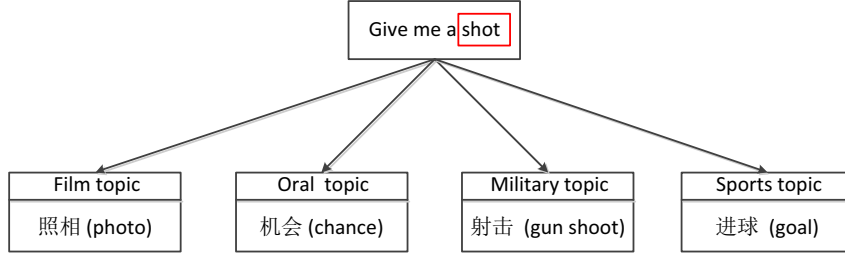 Give me a shot
Film topic
照相 (photo)
Oral topic
机会 (chance)
Military topic
射击 (gun shoot)
Sports topic
进球 (goal)